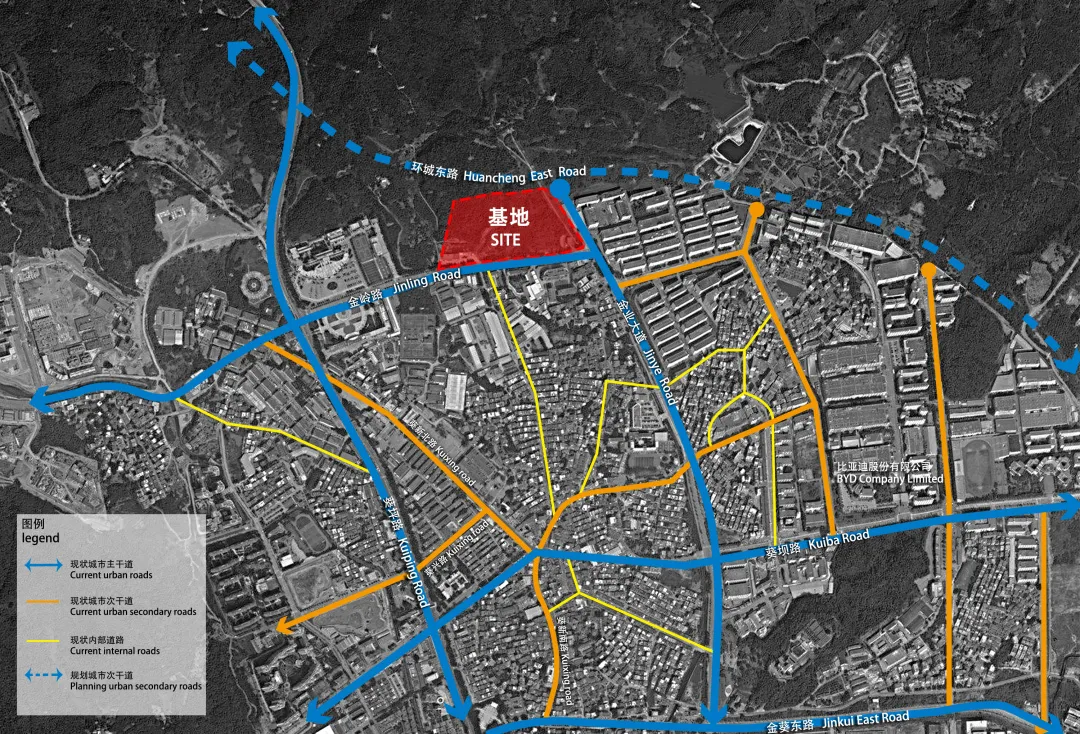 环城东路 Huancheng East Road
基地
SITE
金岭路 Jinling Road
金业大道 Jinye Road
葵新北路 Kuixing road
比亚迪股份有限公司
BYD Company Limited
葵坪路 Kuiping Road
葵兴路 Kuixing road
葵坝路 Kuiba Road
葵新南路 Kuixing road
金葵东路 Jinkui East Road
图例
legend
现状城市主干道
Current urban roads
现状城市次干道
Current urban secondary roads
现状内部道路
Current internal roads
规划城市次干道
Planning urban secondary roads